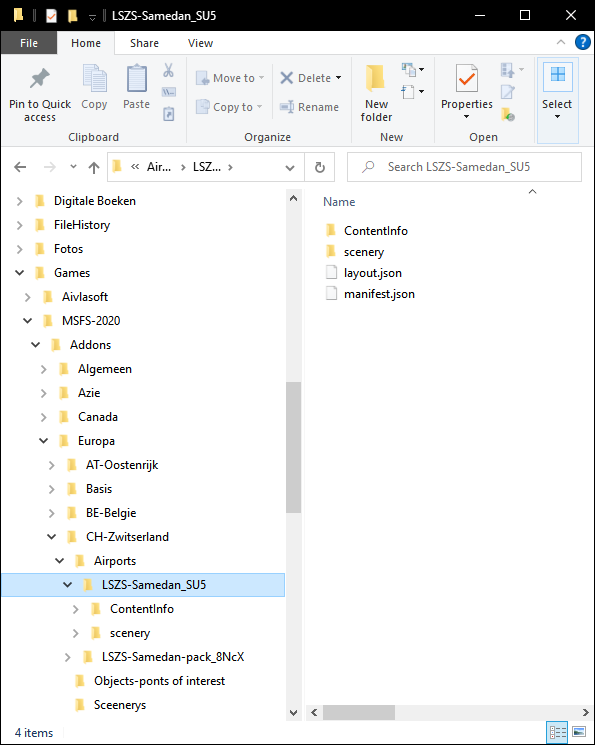 LSZS-Samedan_SU5
File Home Share View
Pin to Quick access
Copy
Paste
Clipboard
Move to
Copy to
Delete
Rename
Organize
New folder
New
Properties
Open
Select
Air... LSZ...
Search LSZS-Samedan_SU5
Digitale Boeken
FileHistory
Fotos
Games
Aivlasoft
MSFS-2020
Addons
Algemeen
Azie
Canada
Europa
AT-Oostenrijk
Basis
BE-Belgie
CH-Zwitserland
Airports
LSZS-Samedan_SU5
ContentInfo
scenery
LSZS-Samedan-pack_8NcX
Objects-ponts of interest
Sceenerys
Name
ContentInfo
scenery
layout.json
manifest.json
4 items